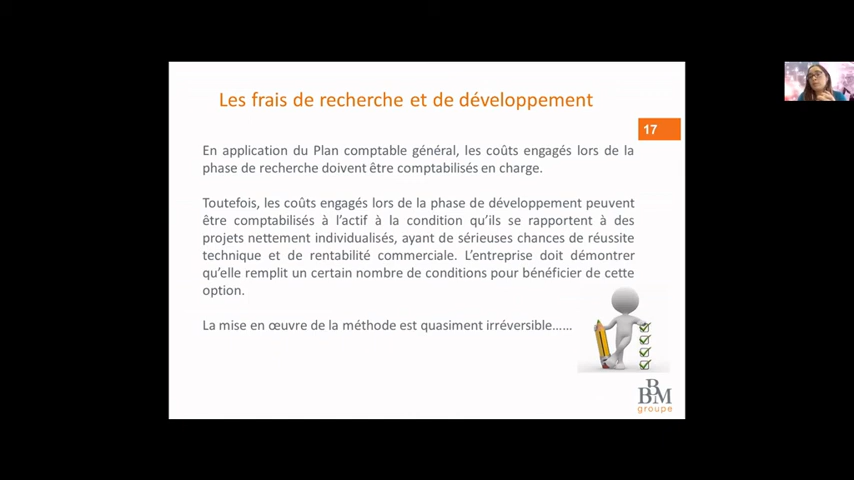 Les frais de recherche et de développement
17
En application du Plan comptable général, les coûts engagés lors de la
phase de recherche doivent être comptabilisés en charge.
Toutefois, les coûts engagés lors de la phase de développement peuvent
être comptabilisés à l'actif à la condition qu'ils se rapportent à des
projets nettement individualisés, ayant de sérieuses chances de réussite
technique et de rentabilité commerciale. L'entreprise doit démontrer
qu'elle remplit un certain nombre de conditions pour bénéficier de cette
option.
La mise en œuvre de la méthode est quasiment irréversible......
BBM
groupe